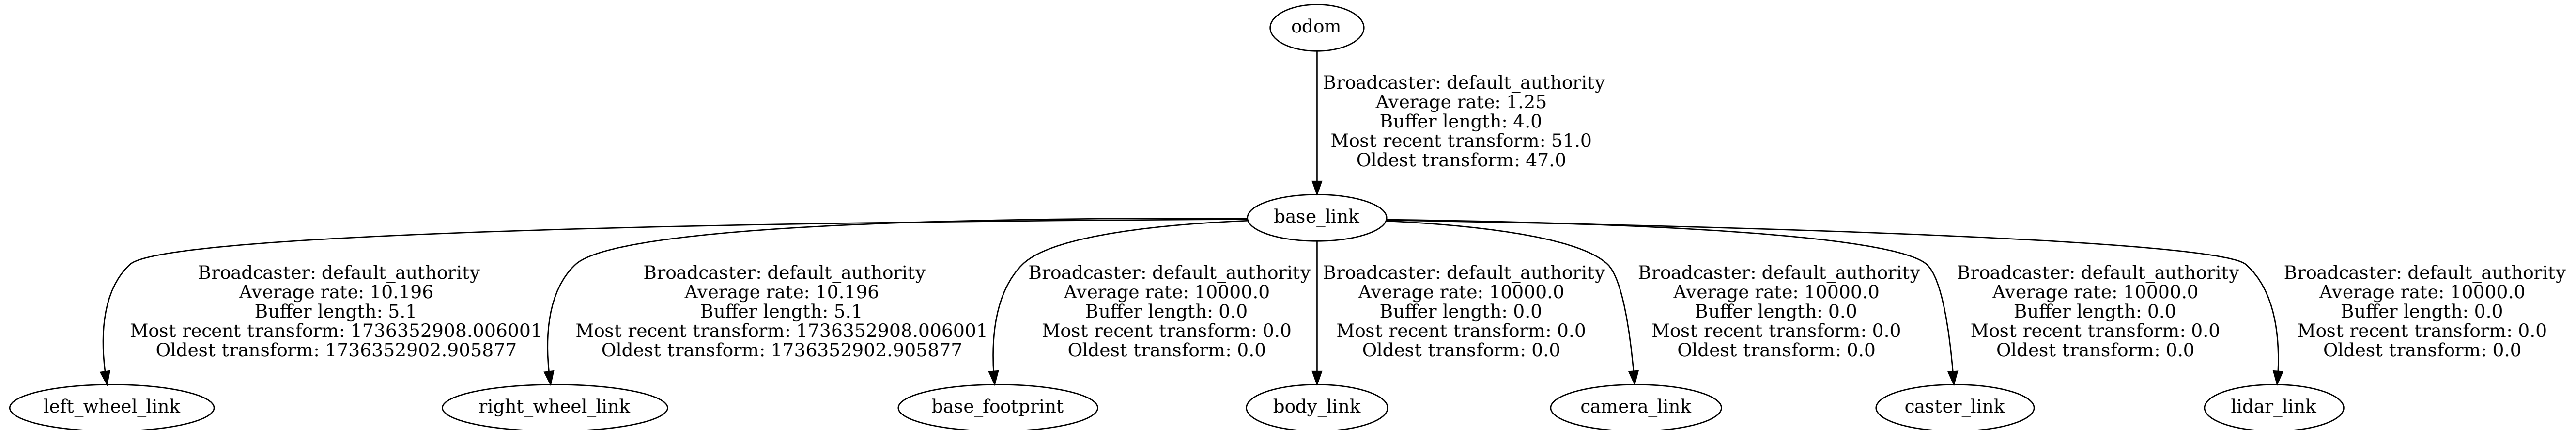 odom
Broadcaster: default_authority
Average rate: 1.25
Buffer length: 4.0
Most recent transform: 51.0
Oldest transform: 47.0
base_link
Broadcaster: default_authority
Average rate: 10.196
Buffer length: 5.1
Most recent transform: 1736352908.006001
Oldest transform: 1736352902.905877
Broadcaster: default_authority
Average rate: 10.196
Buffer length: 5.1
Most recent transform: 1736352908.006001
Oldest transform: 1736352902.905877
Broadcaster: default_authority
Average rate: 10000.0
Buffer length: 0.0
Most recent transform: 0.0
Oldest transform: 0.0
Broadcaster: default_authority
Average rate: 10000.0
Buffer length: 0.0
Most recent transform: 0.0
Oldest transform: 0.0
Broadcaster: default_authority
Average rate: 10000.0
Buffer length: 0.0
Most recent transform: 0.0
Oldest transform: 0.0
Broadcaster: default_authority
Average rate: 10000.0
Buffer length: 0.0
Most recent transform: 0.0
Oldest transform: 0.0
Broadcaster: default_authority
Average rate: 10000.0
Buffer length: 0.0
Most recent transform: 0.0
Oldest transform: 0.0
left_wheel_link
right_wheel_link
base_footprint
body_link
camera_link
caster_link
lidar_link